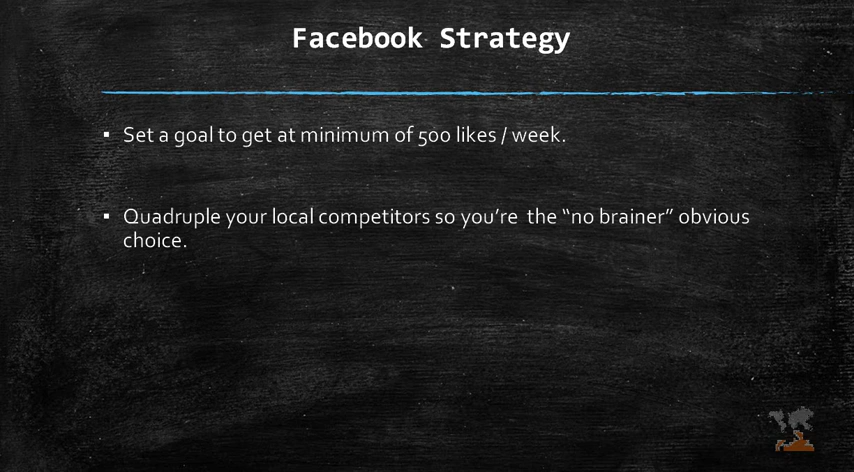 Facebook Strategy
▪ Set a goal to get at minimum of 500 likes / week.
▪ Quadruple your local competitors so you’re  the “no brainer” obvious
choice.